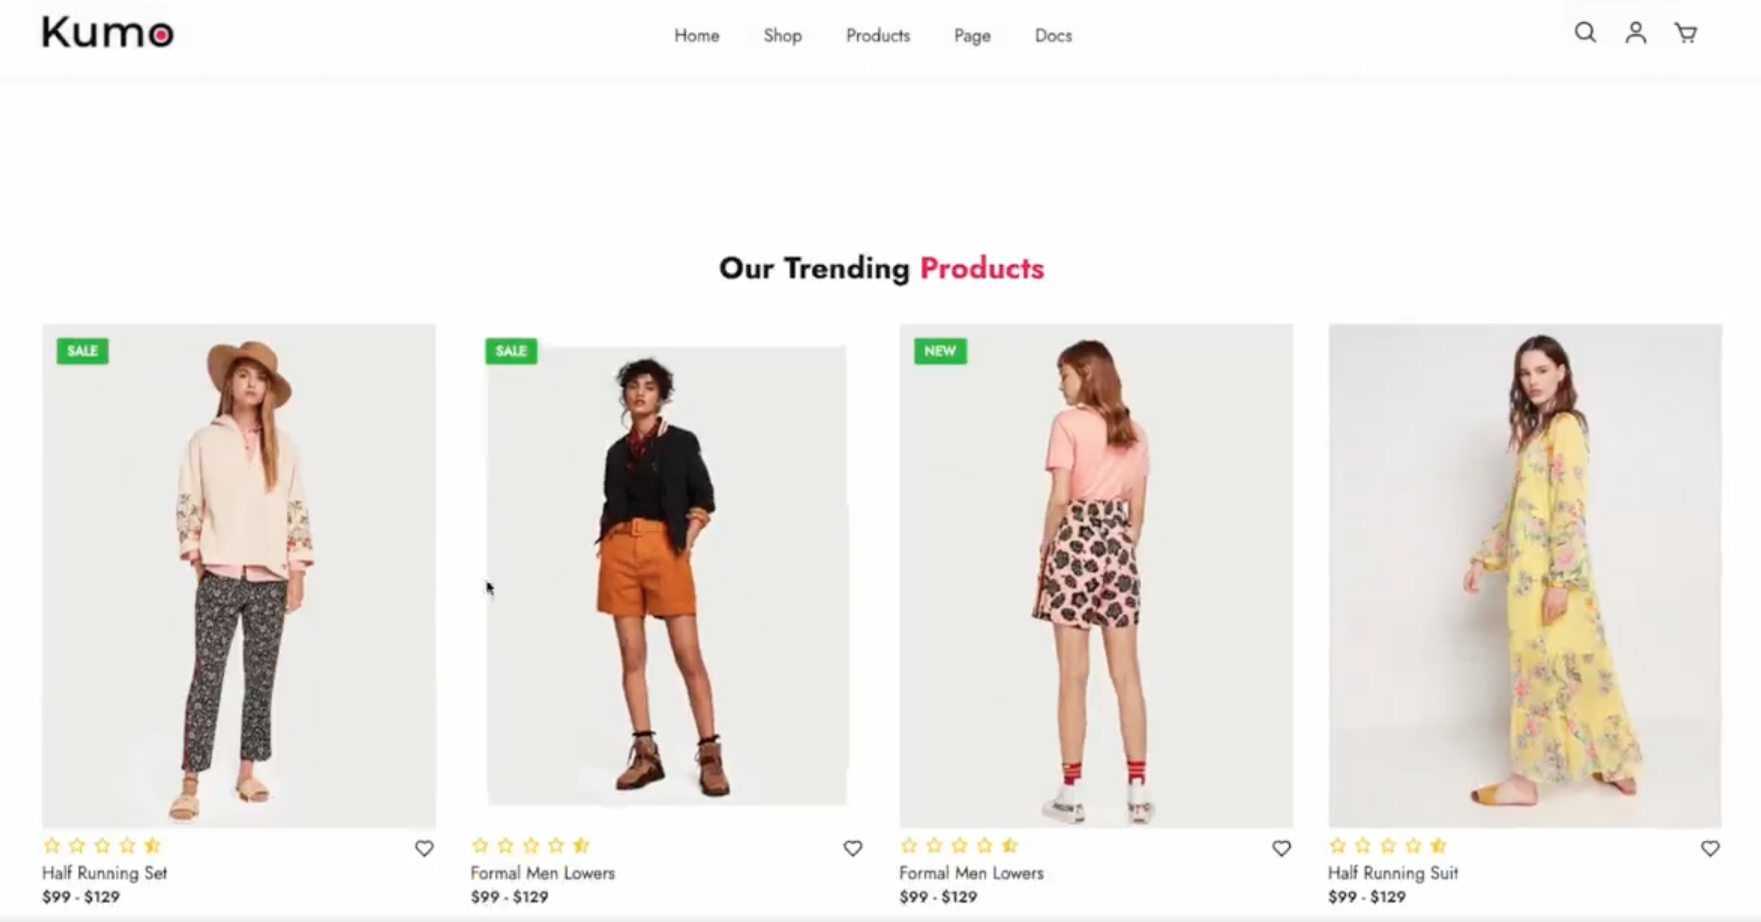 Kumo
Home Shop Products Page Docs
Our Trending Products
SALE
SALE
NEW
Half Running Set
$99 - $129
Formal Men Lowers
$99 - $129
Formal Men Lowers
$99 - $129
Half Running Suit
$99 - $129